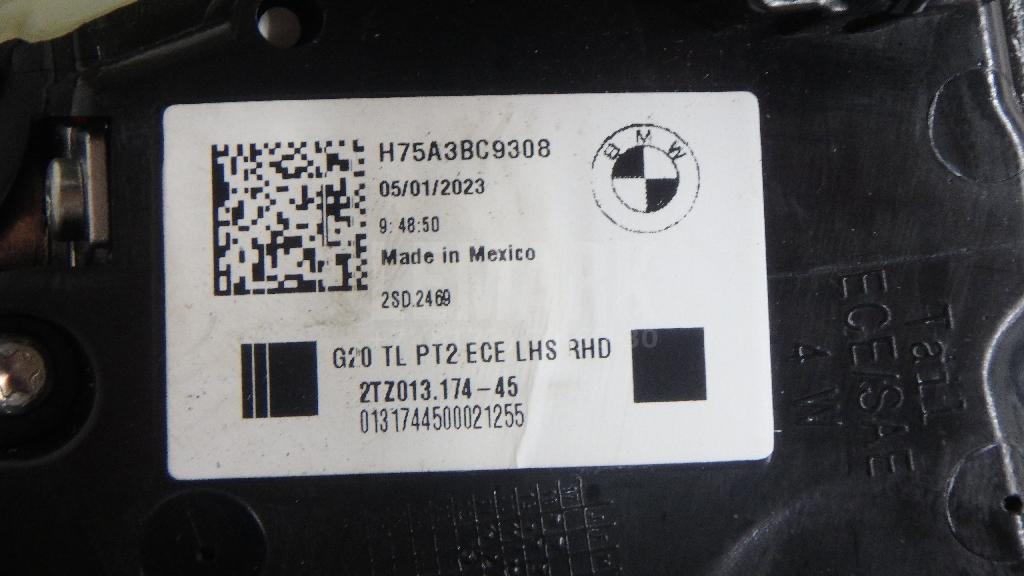 H75A3BC9308
BMW
05/01/2023
9:48:50
Made in Mexico
2SD.2469
G20 TL PT2 ECE LHS RHD
2TZ013.174-45
0131744500021255
ECE/SAE
4 W